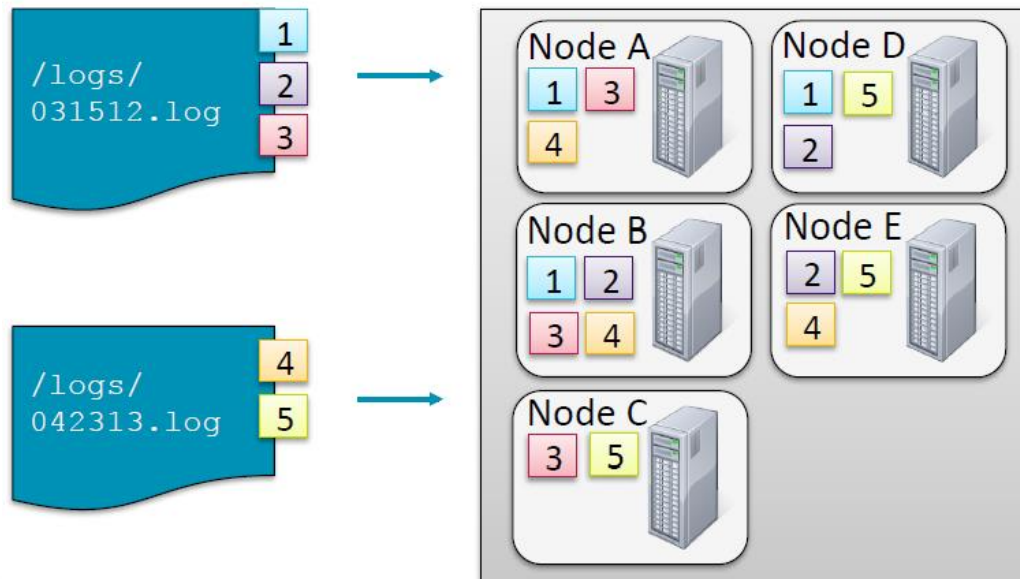 /logs/
031512.log
1
2
3
/logs/
042313.log
4
5
Node A
1 3
4
Node B
1 2
3 4
Node C
3 5
Node D
1 5
2
Node E
2 5
4